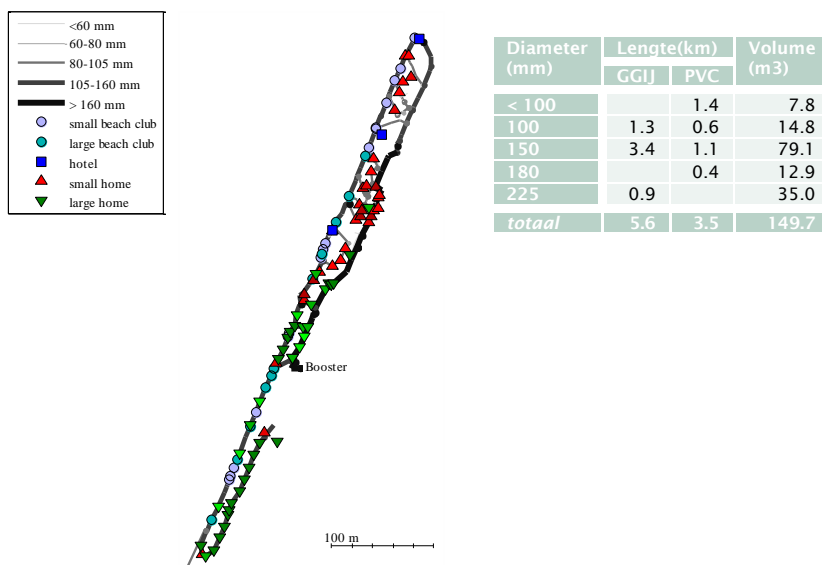 <60 mm
60-80 mm
80-105 mm
105-160 mm
> 160 mm
small beach club
large beach club
hotel
small home
large home
Booster
100 m
Diameter (mm) Lengte(km) Volume (m3)
GGIJ PVC
< 100 1.4 7.8
100 1.3 0.6 14.8
150 3.4 1.1 79.1
180 0.4 12.9
225 0.9 35.0
totaal 5.6 3.5 149.7